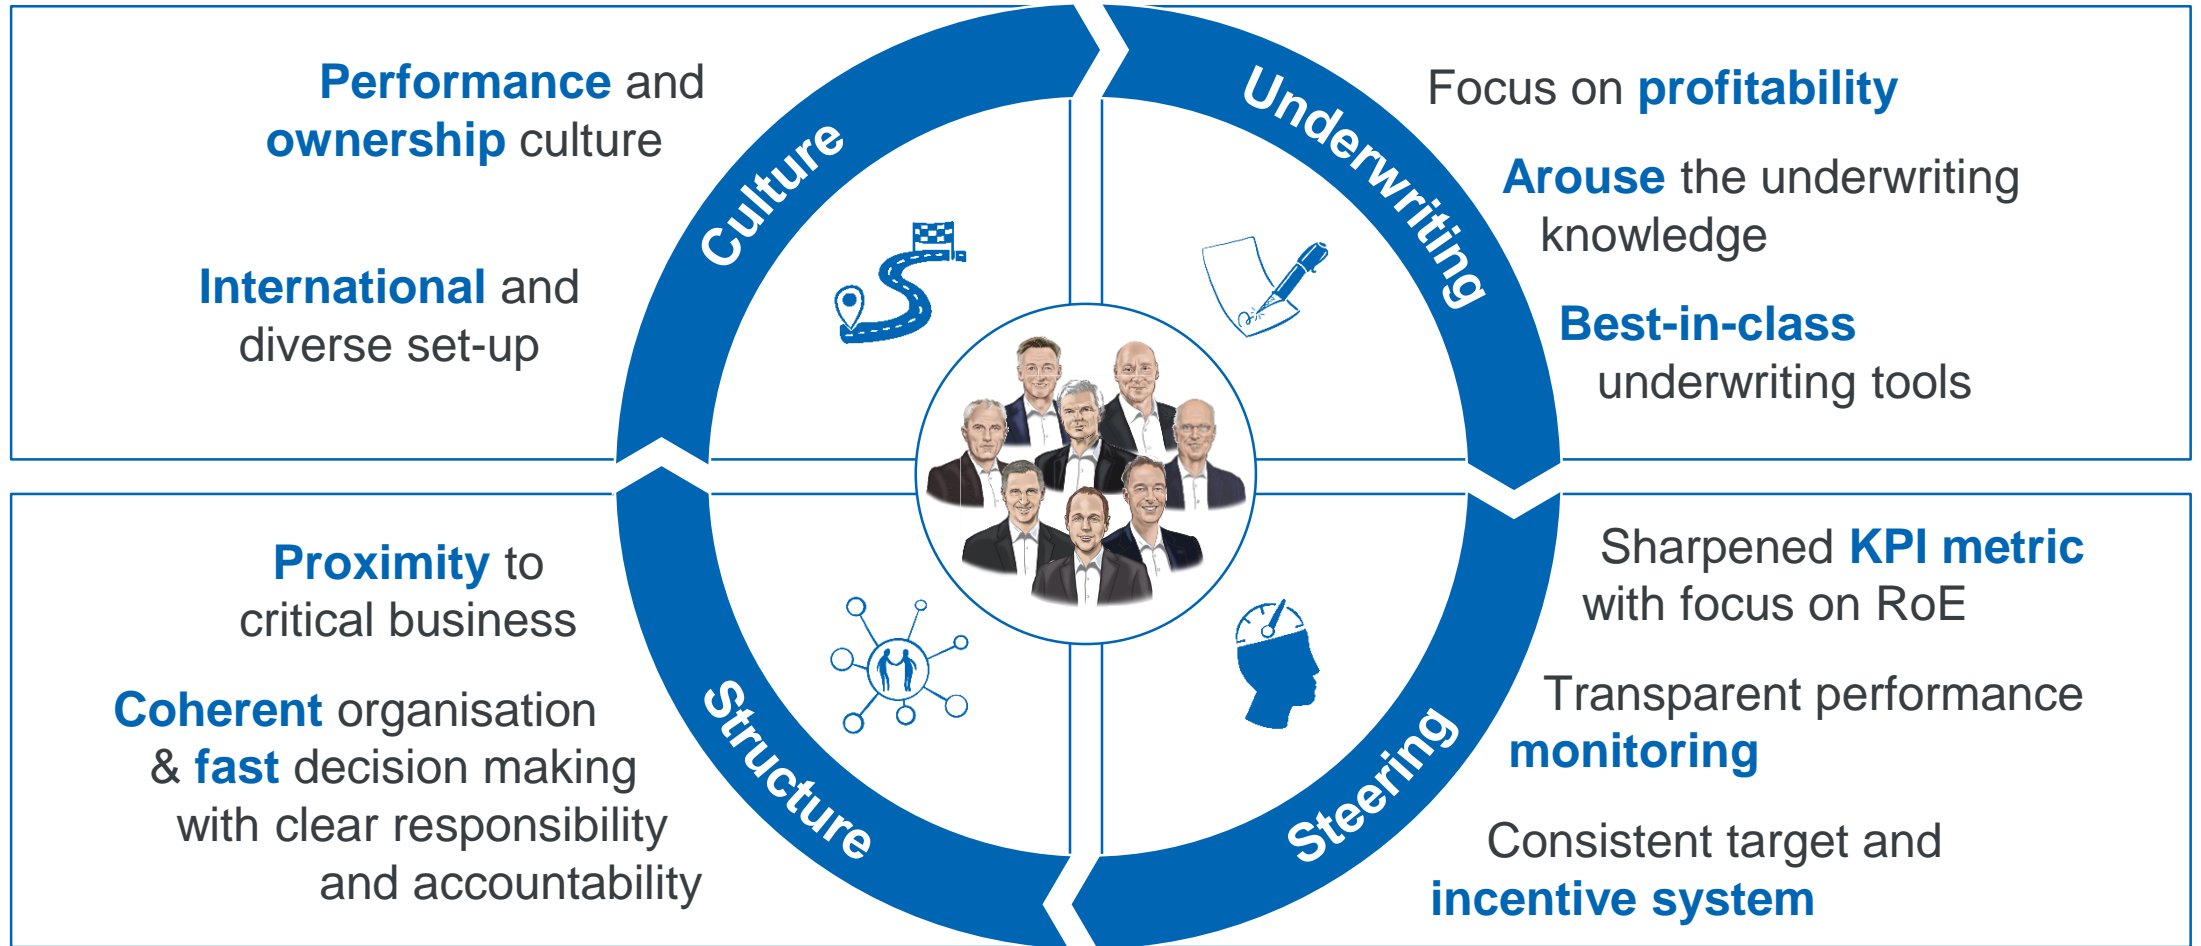 Performance and
ownership culture
International and
diverse set-up
Culture
Underwriting
Focus on profitability
Arouse the underwriting
knowledge
Best-in-class
underwriting tools
Proximity to
critical business
Coherent organisation
& fast decision making
with clear responsibility
and accountability
Structure
Steering
Sharpened KPI metric
with focus on RoE
Transparent performance
monitoring
Consistent target and
incentive system